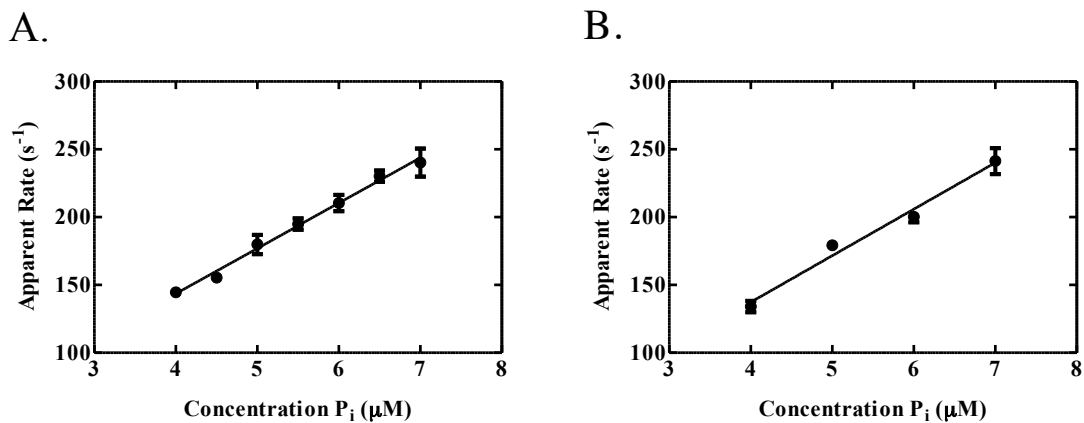 A.
300
250
200
150
100
Apparent Rate (s⁻¹)
3 4 5 6 7 8
Concentration Pᵢ (μM)
B.
300
250
200
150
100
Apparent Rate (s⁻¹)
3 4 5 6 7 8
Concentration Pᵢ (μM)